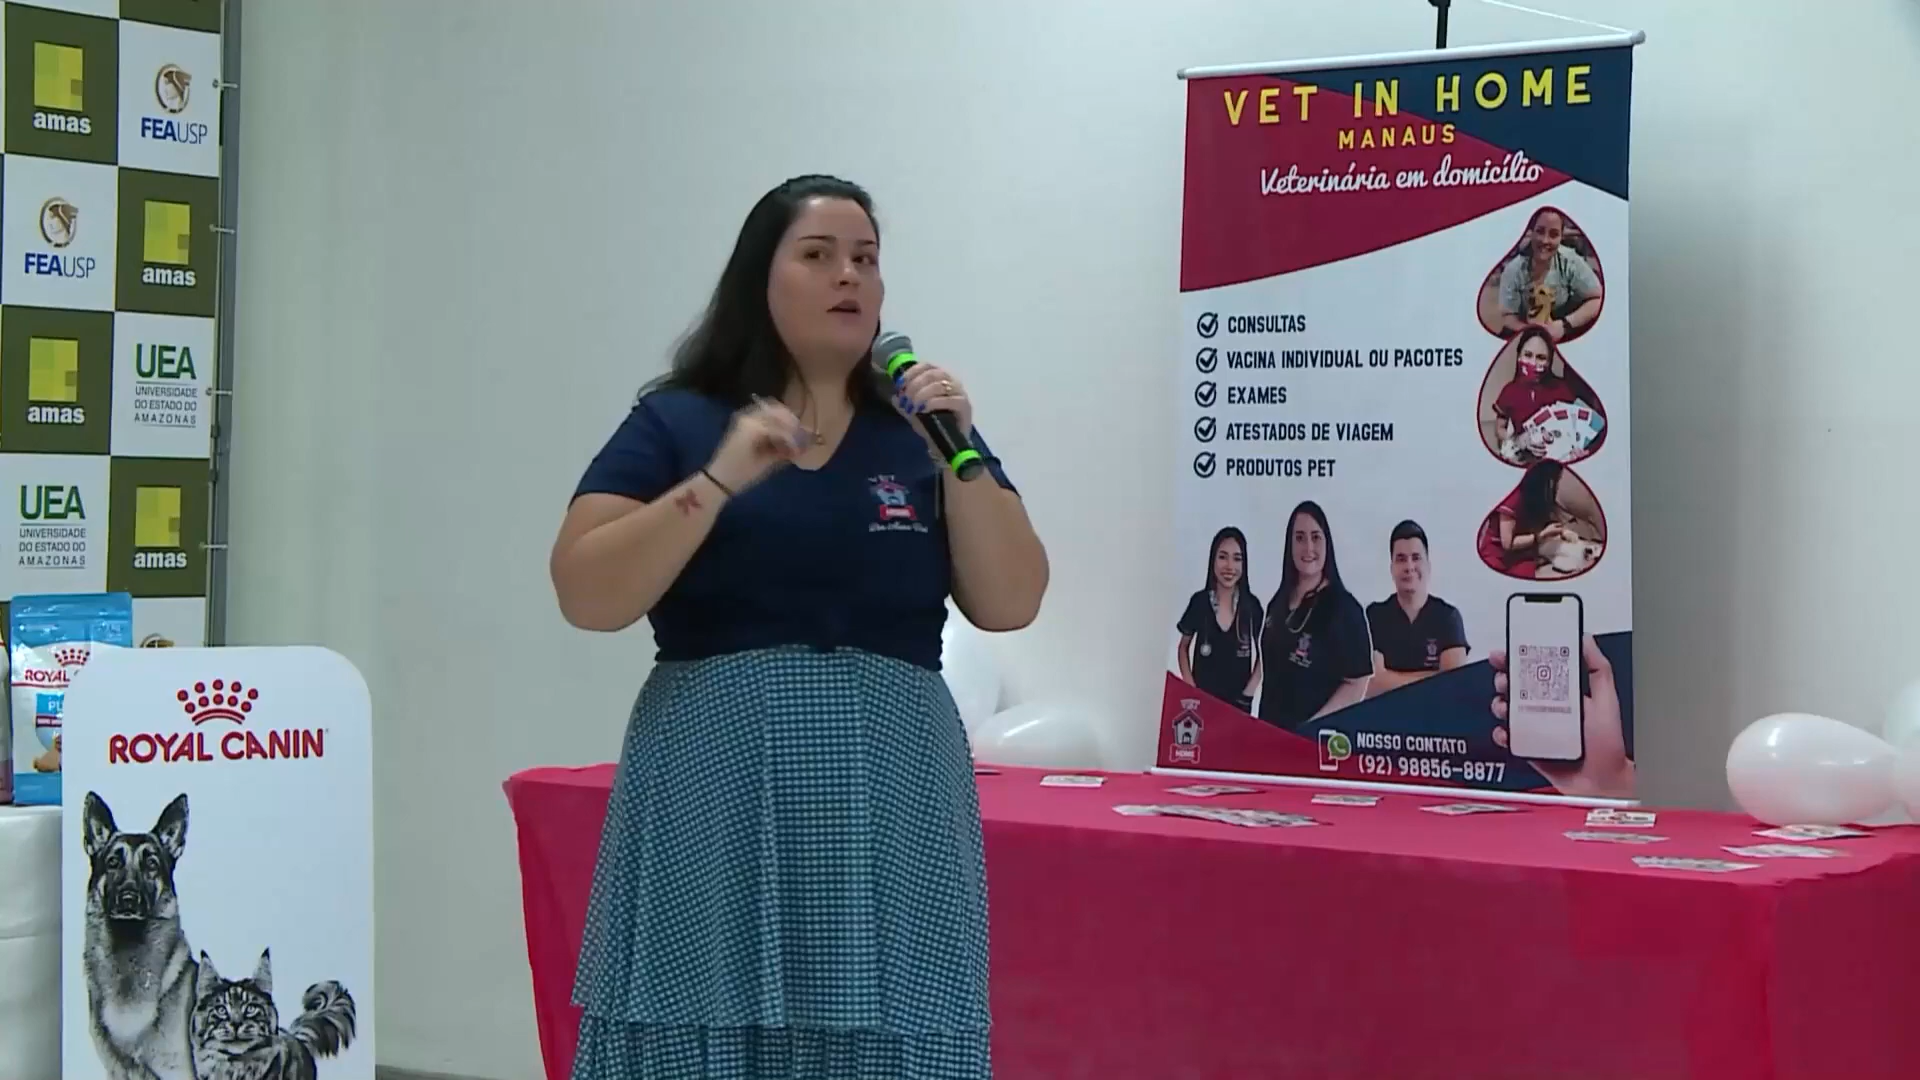 amas
FEAUSP
FEAUSP
amas
amas
UEA
UNIVERSIDADE
DO ESTADO DO
AMAZONAS
UEA
UNIVERSIDADE
DO ESTADO DO
AMAZONAS
amas
ROYAL
ROYAL CANIN
VET IN HOME
MANAUS
Veterinária em domicílio
CONSULTAS
VACINA INDIVIDUAL OU PACOTES
EXAMES
ATESTADOS DE VIAGEM
PRODUTOS PET
NOSSO CONTATO
(92) 98856-8877
HOME